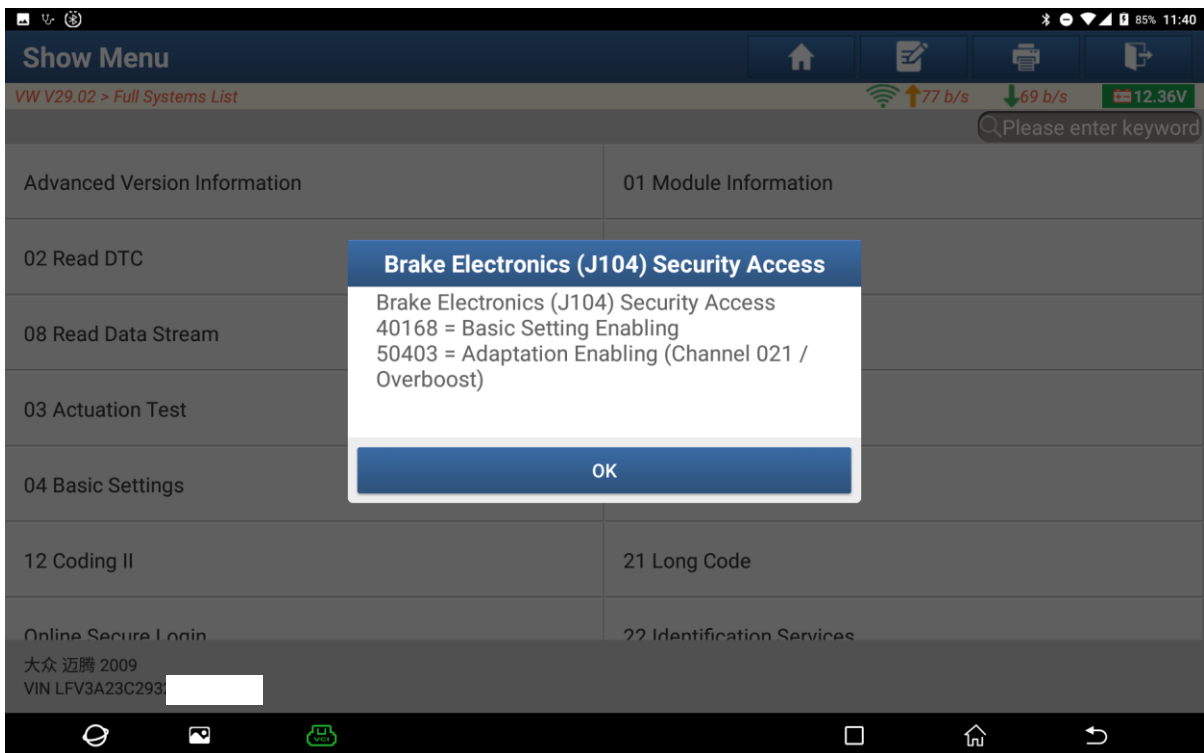 85% 11:40
Show Menu
VW V29.02 > Full Systems List
77 b/s
69 b/s
12.36V
Please enter keyword
Advanced Version Information
01 Module Information
02 Read DTC
Brake Electronics (J104) Security Access
Brake Electronics (J104) Security Access
40168 = Basic Setting Enabling
50403 = Adaptation Enabling (Channel 021 /
Overboost)
OK
08 Read Data Stream
03 Actuation Test
04 Basic Settings
12 Coding II
21 Long Code
Online Secure Login
22 Identification Services
大众 迈腾 2009
VIN LFV3A23C293
VCI